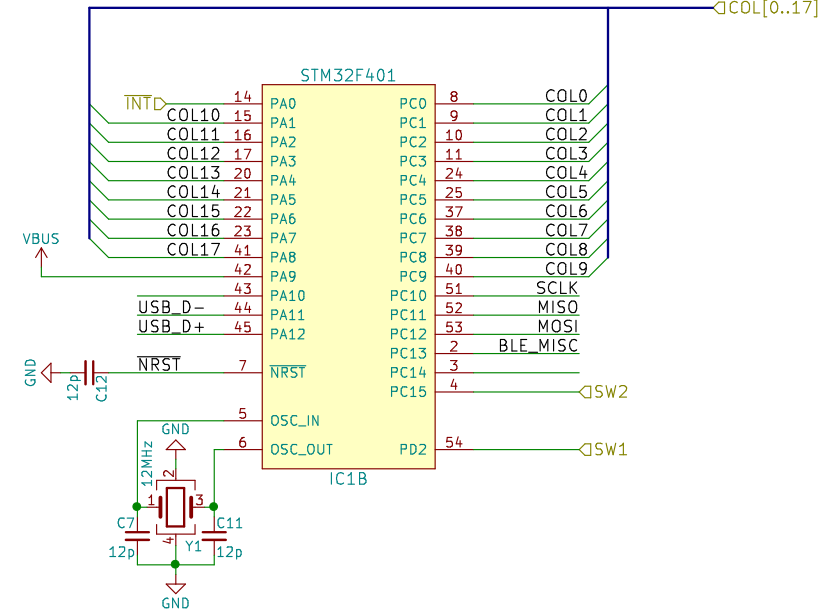 COL[0..17]
STM32F401
INT 14 PA0 PC0 8 COL0
COL10 15 PA1 PC1 9 COL1
COL11 16 PA2 PC2 10 COL2
COL12 17 PA3 PC3 11 COL3
COL13 20 PA4 PC4 24 COL4
COL14 21 PA5 PC5 25 COL5
COL15 22 PA6 PC6 37 COL6
COL16 23 PA7 PC7 38 COL7
COL17 41 PA8 PC8 39 COL8
VBUS
42 PA9 PC9 40 COL9
43 PA10 PC10 51 SCLK
USB_D- 44 PA11 PC11 52 MISO
USB_D+ 45 PA12 PC12 53 MOSI
PC13 2 BLE_MISC
GND 12p C12 NRST 7 NRST PC14 3
PC15 4 SW2
5 OSC_IN
GND
6 OSC_OUT PD2 54 SW1
12MHz
IC1B
2
1 3
C7 C11
4 Y1
12p 12p
GND